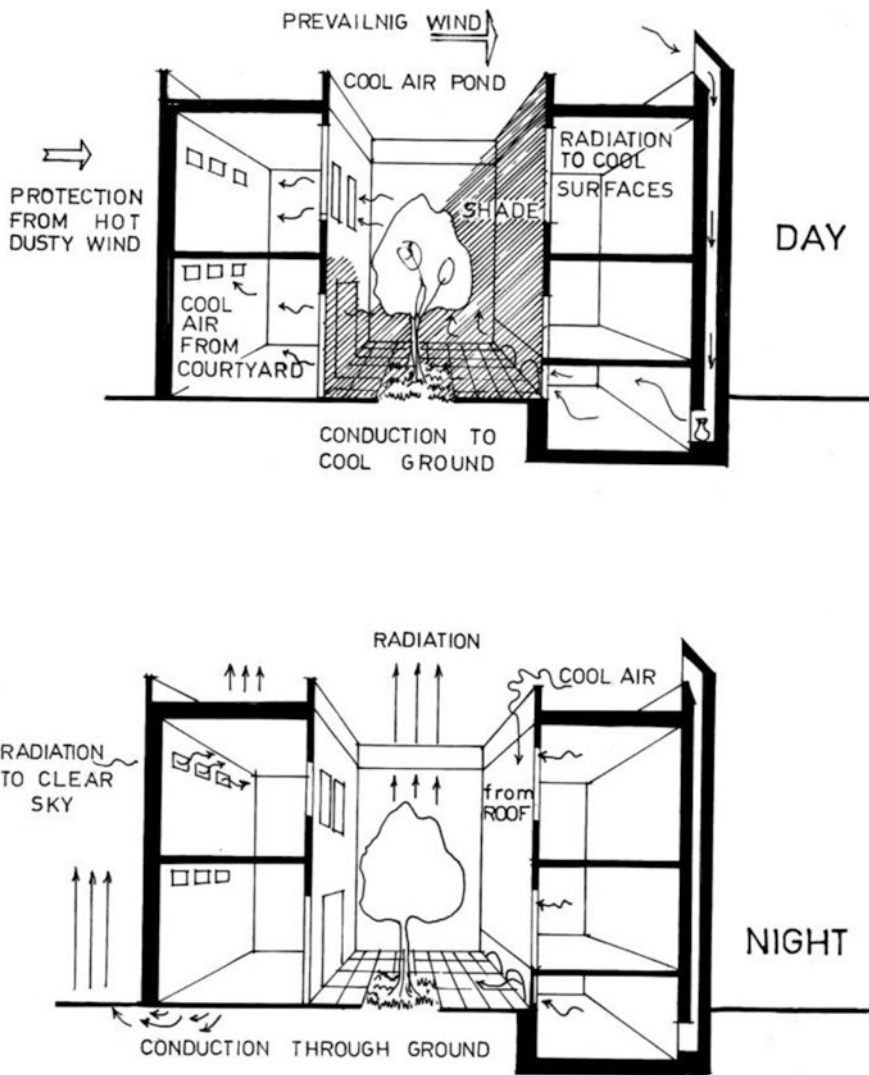 PREVAILNIG WIND
COOL AIR POND
PROTECTION
FROM HOT
DUSTY WIND
RADIATION
TO COOL
SURFACES
SHADE
DAY
COOL
AIR
FROM
COURTYARD
CONDUCTION TO
COOL GROUND
RADIATION
COOL AIR
RADIATION
TO CLEAR
SKY
from
ROOF
NIGHT
CONDUCTION THROUGH GROUND